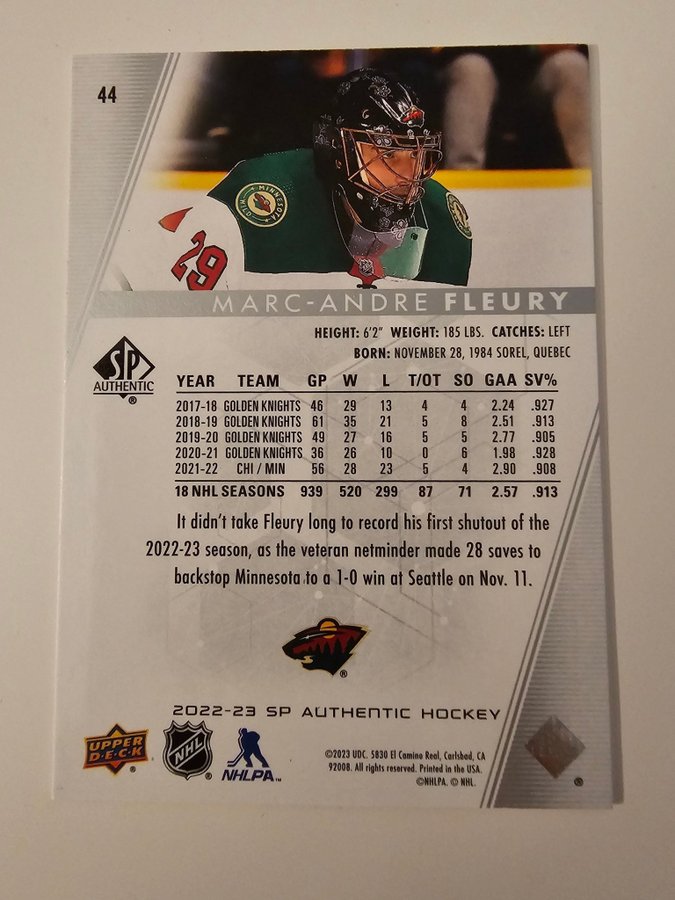 44
MINNESOTA
WILD
29
MARC-ANDRE FLEURY
HEIGHT: 6'2" WEIGHT: 185 LBS. CATCHES: LEFT
BORN: NOVEMBER 28, 1984 SOREL, QUEBEC
SP
AUTHENTIC
®
YEAR TEAM GP W L T/OT SO GAA SV%
2017-18 GOLDEN KNIGHTS 46 29 13 4 4 2.24 .927
2018-19 GOLDEN KNIGHTS 61 35 21 5 8 2.51 .913
2019-20 GOLDEN KNIGHTS 49 27 16 5 5 2.77 .905
2020-21 GOLDEN KNIGHTS 36 26 10 0 6 1.98 .928
2021-22 CHI / MIN 56 28 23 5 4 2.90 .908
18 NHL SEASONS 939 520 299 87 71 2.57 .913
It didn't take Fleury long to record his first shutout of the
2022-23 season, as the veteran netminder made 28 saves to
backstop Minnesota to a 1-0 win at Seattle on Nov. 11.
®
2022-23 SP AUTHENTIC HOCKEY
UPPER
D·E·C·K
NHL
®
NHLPA™
©2023 UDC. 5830 El Camino Real, Carlsbad, CA
92008. All rights reserved. Printed in the USA.
©NHLPA. © NHL.
®